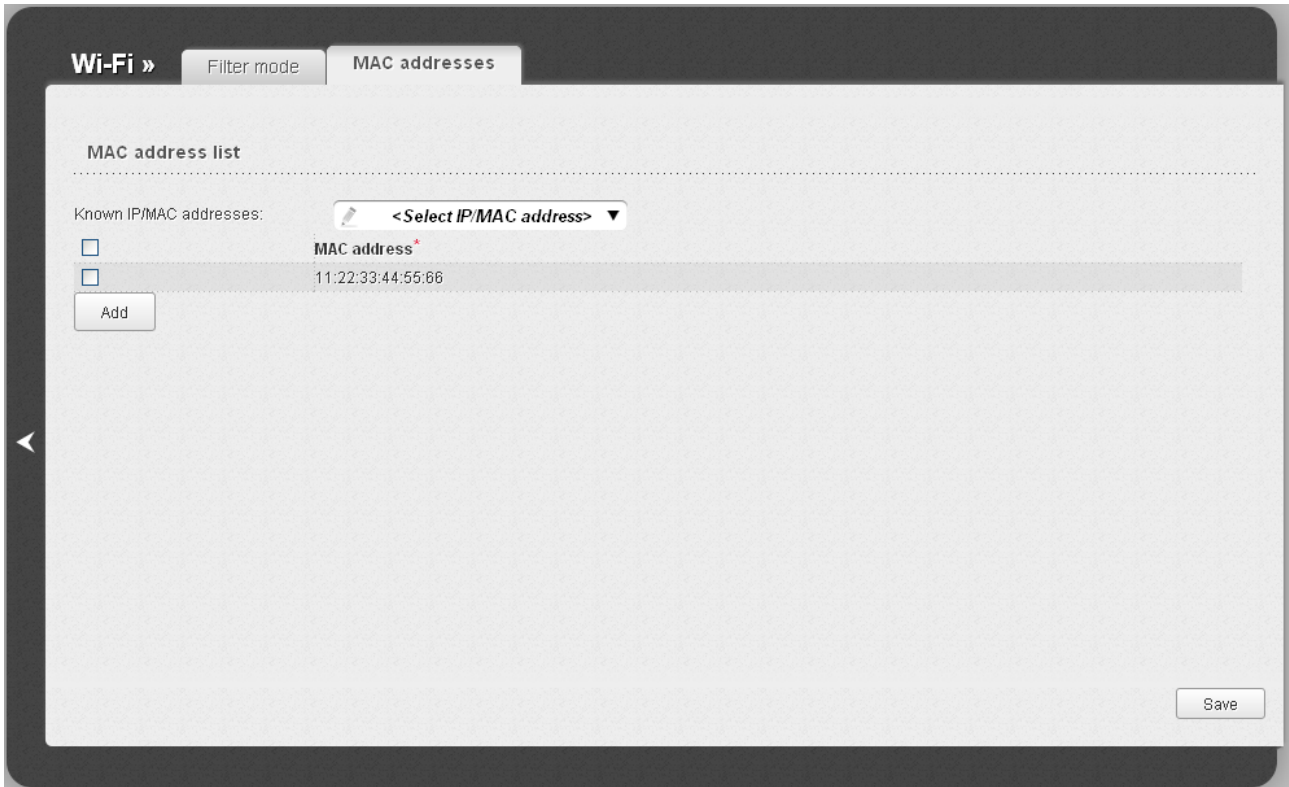 Wi-Fi » Filter mode MAC addresses
MAC address list
Known IP/MAC addresses: <Select IP/MAC address> ▼
MAC address*
11:22:33:44:55:66
Add
Save